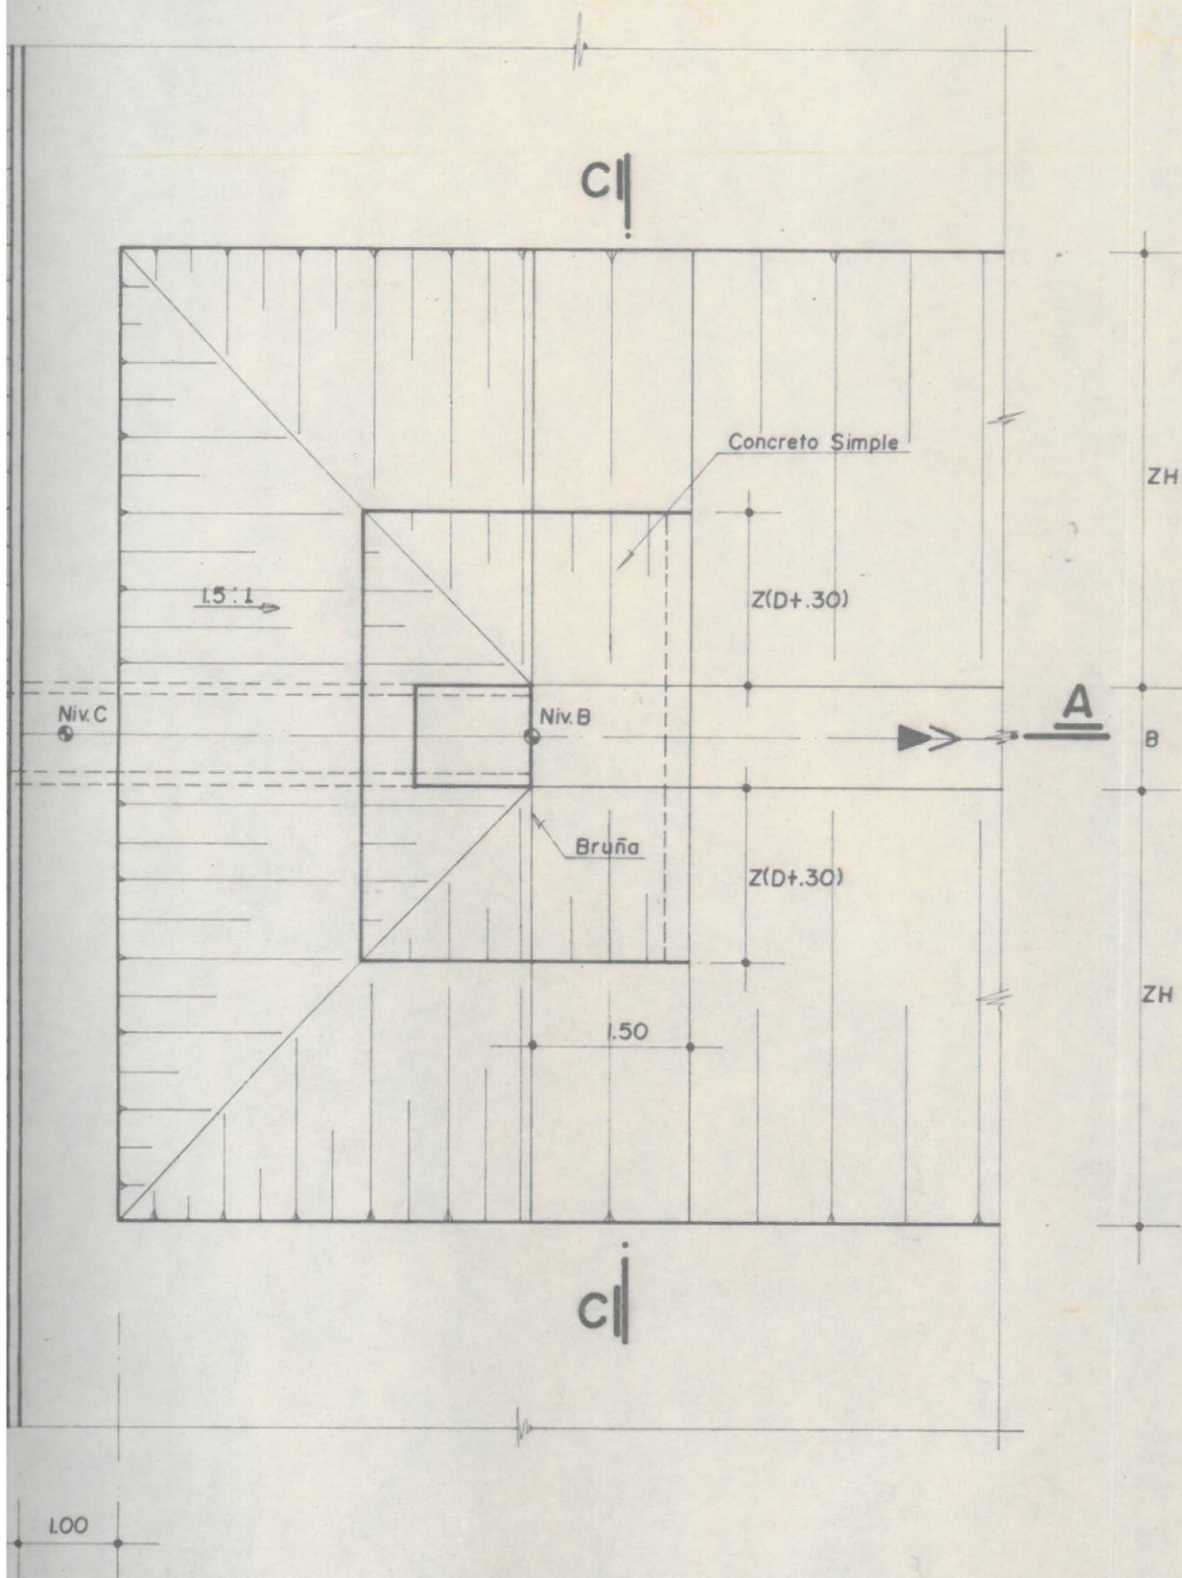 C
Concreto Simple
ZH
1.5:1
Z(D+.30)
Niv. C
Niv. B
A
B
Bruña
Z(D+.30)
ZH
1.50
C
1.00